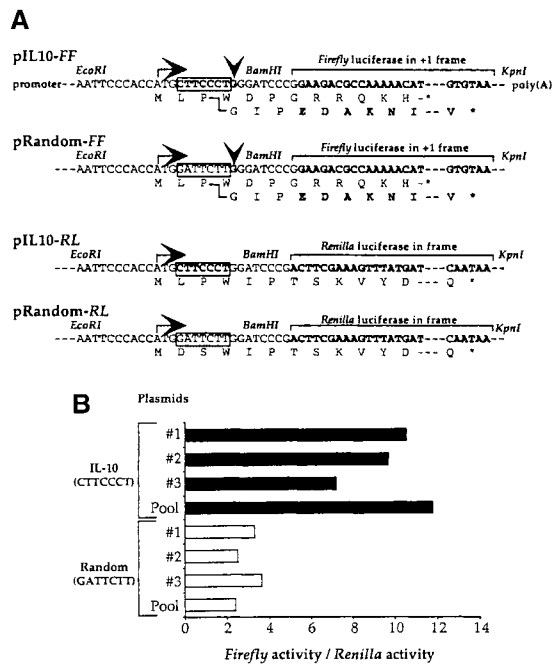 A
pIL10-FF
EcoRI BamHI Firefly luciferase in +1 frame KpnI
promoter---AATTCCCACCATGCTTCCCTGGGATCCCGGAAGACGCCAAAAACAT---GTGTAA---poly(A)
M L P W D P G R R Q K H --*
G I P E D A K N I -- V *
pRandom-FF
EcoRI BamHI Firefly luciferase in +1 frame KpnI
---AATTCCCACCATGGATTCTTGGGATCCCGGAAGACGCCAAAAACAT---GTGTAA---
M L P W D P G R R Q K H --*
G I P E D A K N I -- V *
pIL10-RL
EcoRI BamHI Renilla luciferase in frame KpnI
---AATTCCCACCATGCTTCCCTGGATCCCGACTTCGAAAGTTTATGAT---CAATAA--
M L P W I P T S K V Y D --- Q *
pRandom-RL
EcoRI BamHI Renilla luciferase in frame KpnI
---AATTCCCACCATGGATTCTTGGATCCCGACTTCGAAAGTTTATGAT---CAATAA--
M D S W I P T S K V Y D --- Q *
B
Plasmids
IL-10
(CTTCCCT)
#1
#2
#3
Pool
Random
(GATTCTT)
#1
#2
#3
Pool
0 2 4 6 8 10 12 14
Firefly activity / Renilla activity